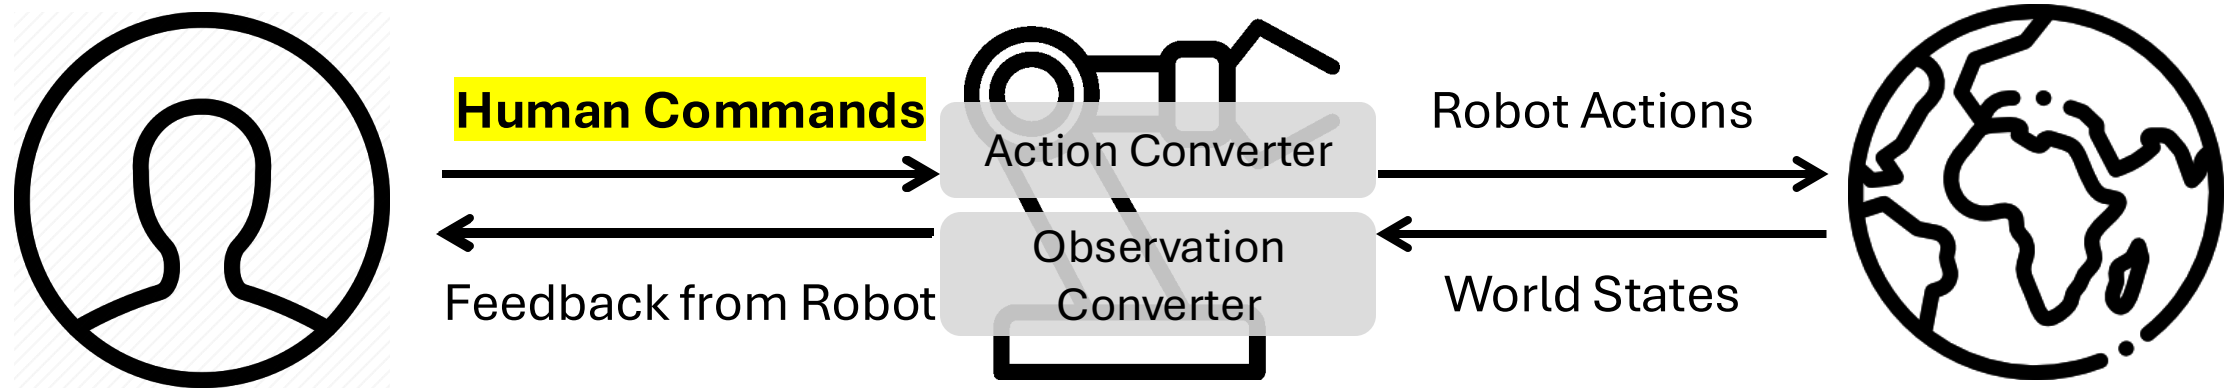 Human Commands
Action Converter
Robot Actions
Feedback from Robot
Observation
Converter
World States